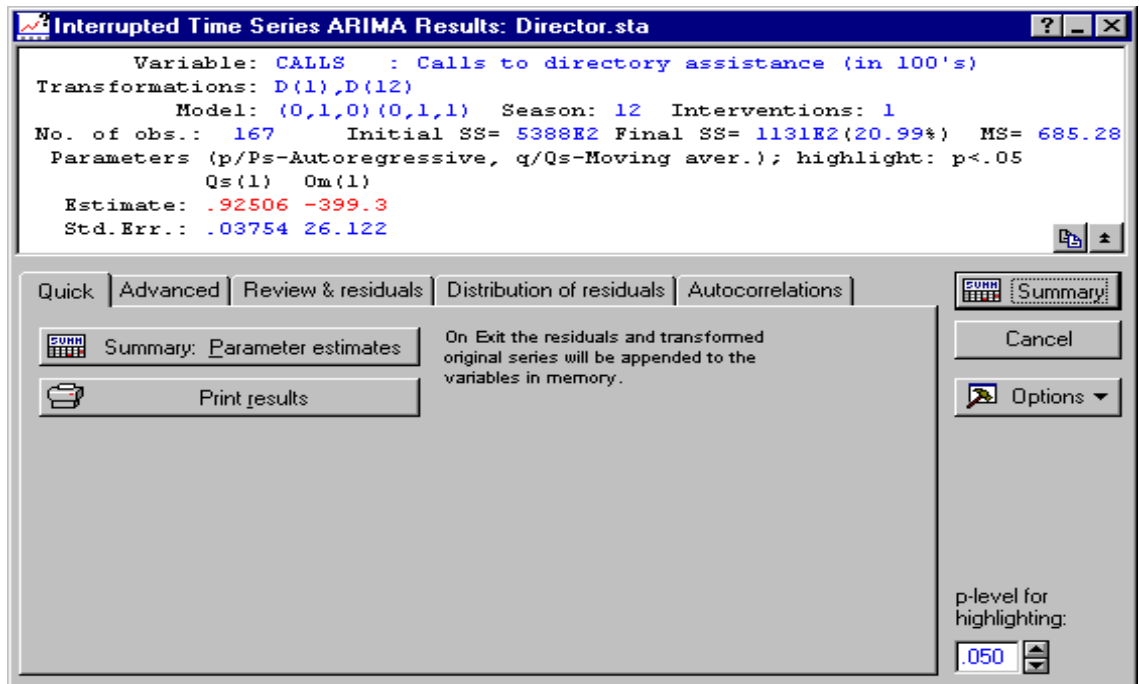 Interrupted Time Series ARIMA Results: Director.sta
Variable: CALLS : Calls to directory assistance (in 100's)
Transformations: D(1),D(12)
Model: (0,1,0)(0,1,1) Season: 12 Interventions: 1
No. of obs.: 167 Initial SS= 5388E2 Final SS= 1131E2(20.99%) MS= 685.28
Parameters (p/Ps-Autoregressive, q/Qs-Moving aver.); highlight: p<.05
Qs(1) Om(1)
Estimate: .92506 -399.3
Std.Err.: .03754 26.122
Quick Advanced Review & residuals Distribution of residuals Autocorrelations
Summary
Cancel
Options
SUMM Summary: Parameter estimates
Print results
On Exit the residuals and transformed
original series will be appended to the
variables in memory.
p-level for
highlighting:
.050